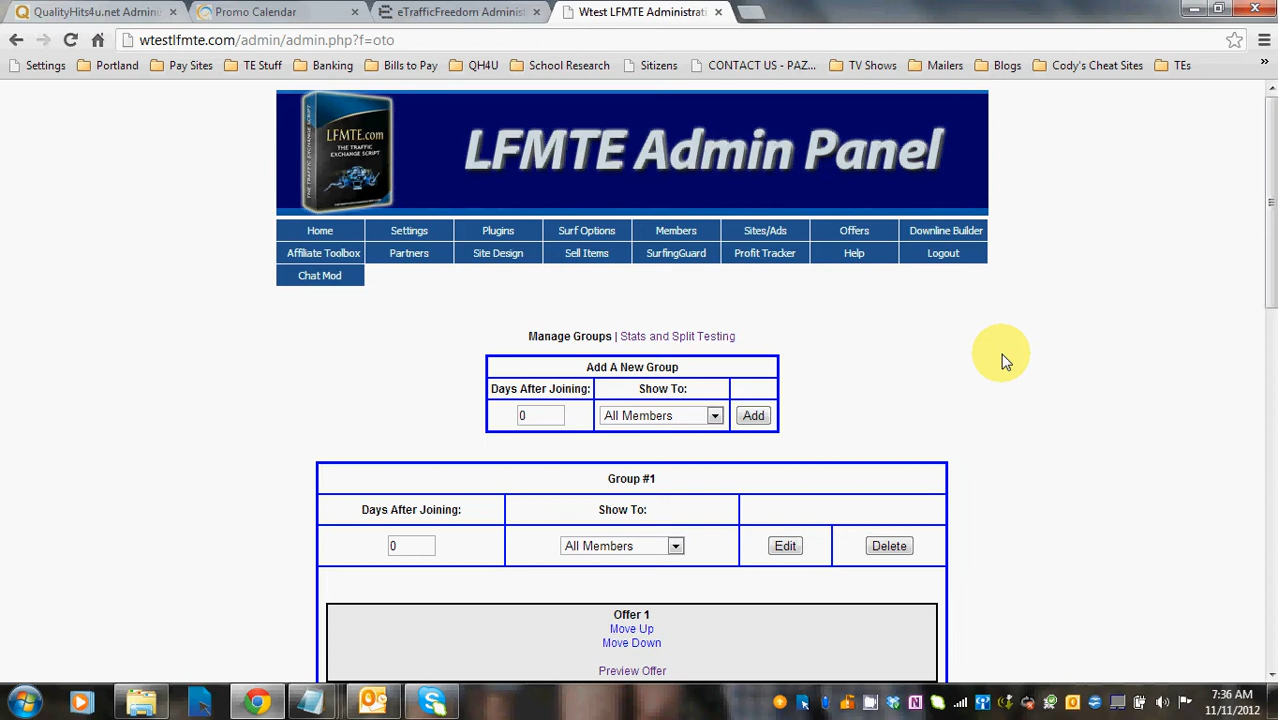 QualityHits4u.net Admin
Promo Calendar
eTrafficFreedom Administ
Wtest LFMTE Administrati
wtestlfmte.com/admin/admin.php?f=oto
Settings Portland Pay Sites TE Stuff Banking Bills to Pay QH4U School Research Sitizens CONTACT US - PAZ... TV Shows Mailers Blogs Cody's Cheat Sites TEs »
LFMTE.com
THE TRAFFIC
EXCHANGE SCRIPT
THE TRAFFIC EXCHANGE SCRIPT
LFMTE Admin Panel
Home Settings Plugins Surf Options Members Sites/Ads Offers Downline Builder
Affiliate Toolbox Partners Site Design Sell Items SurfingGuard Profit Tracker Help Logout
Chat Mod
Manage Groups | Stats and Split Testing
Add A New Group
Days After Joining: Show To:
0 All Members Add
Group #1
Days After Joining: Show To:
0 All Members Edit Delete
Offer 1
Move Up
Move Down
Preview Offer
7:36 AM
11/11/2012